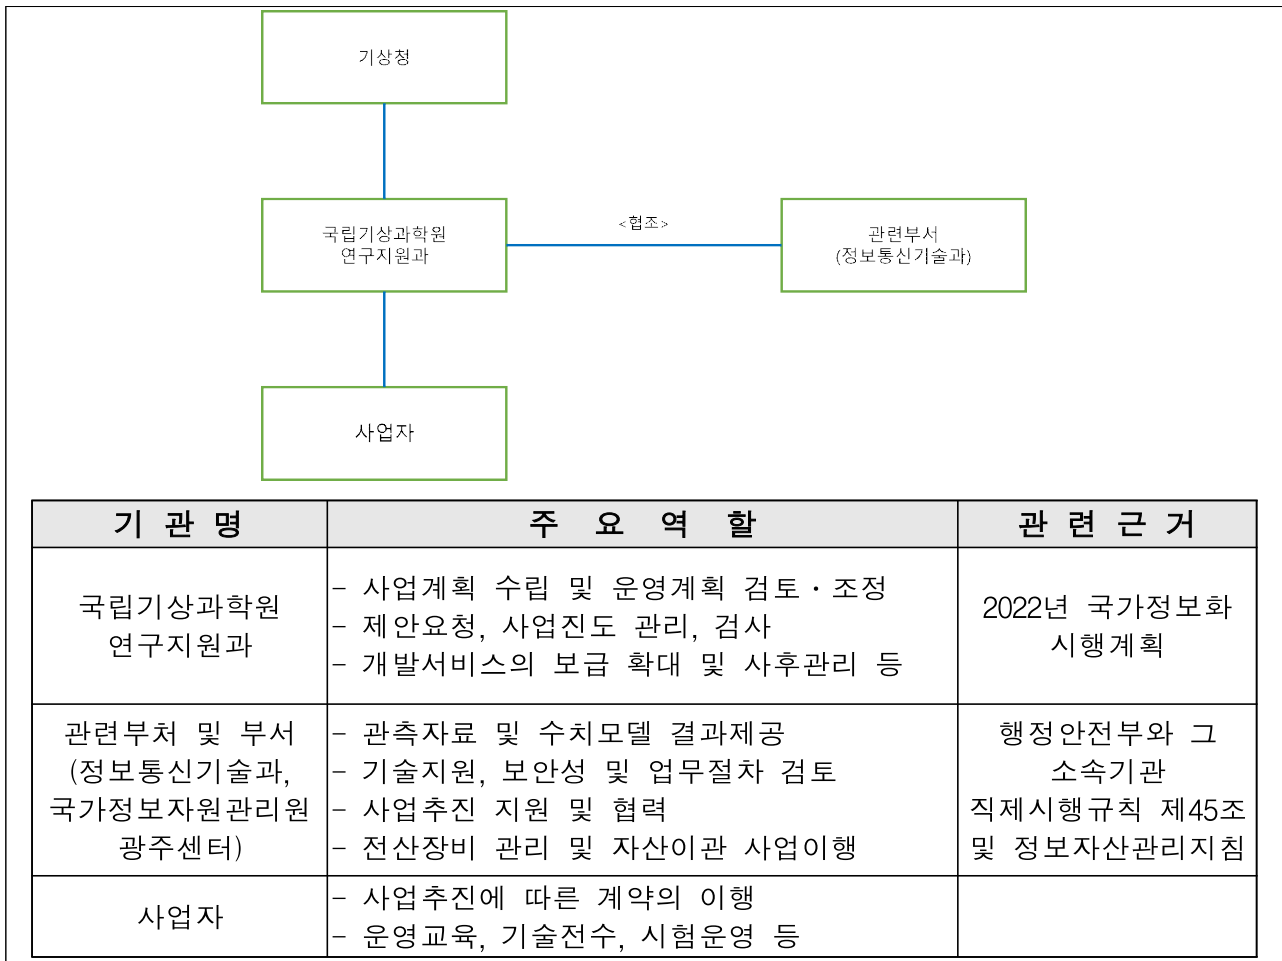 기상청
국립기상과학원
연구지원과
<협조>
관련부서
(정보통신기술과)
사업자
기 관 명
주 요 역 할
관 련 근 거
국립기상과학원
연구지원과
- 사업계획 수립 및 운영계획 검토・조정
- 제안요청, 사업진도 관리, 검사
- 개발서비스의 보급 확대 및 사후관리 등
2022년 국가정보화
시행계획
관련부처 및 부서
(정보통신기술과,
국가정보자원관리원
광주센터)
- 관측자료 및 수치모델 결과제공
- 기술지원, 보안성 및 업무절차 검토
- 사업추진 지원 및 협력
- 전산장비 관리 및 자산이관 사업이행
행정안전부와 그
소속기관
직제시행규칙 제45조
및 정보자산관리지침
사업자
- 사업추진에 따른 계약의 이행
- 운영교육, 기술전수, 시험운영 등